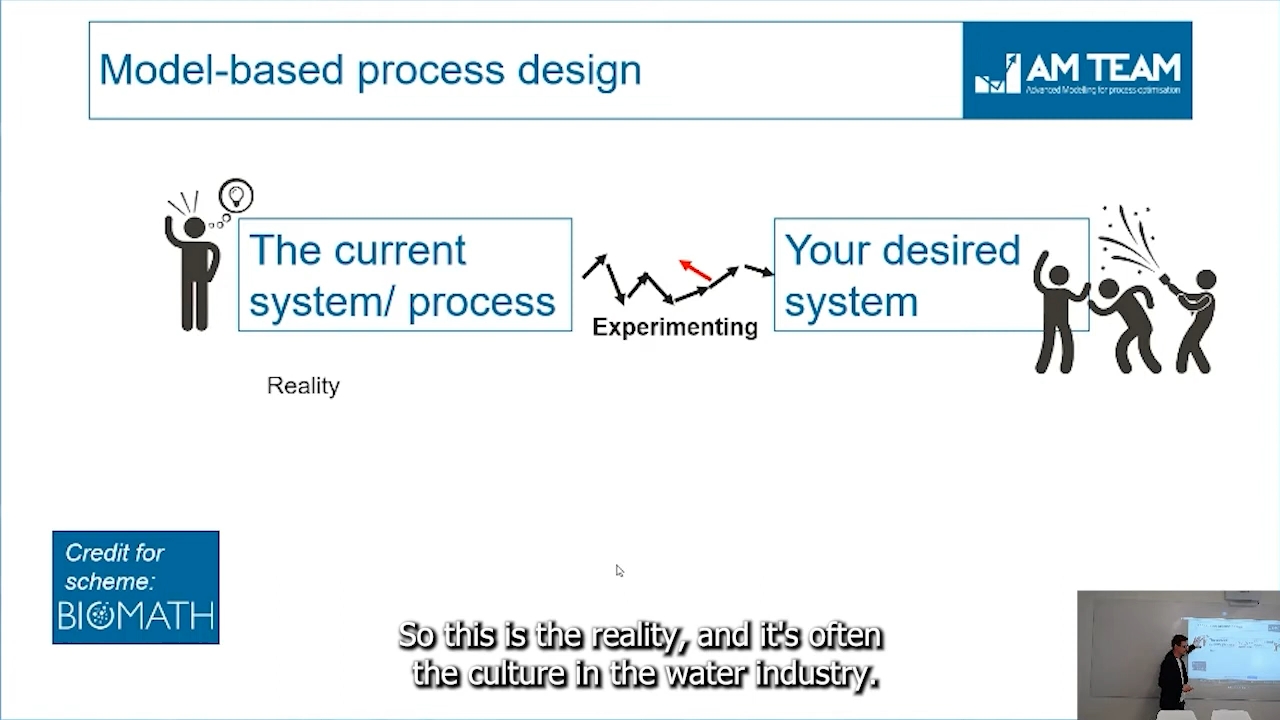 Model-based process design
AM TEAM
Advanced Modelling for process optimisation
The current
system/ process
Experimenting
Your desired
system
Reality
Credit for
scheme:
BIOMATH
So this is the reality, and it's often
the culture in the water industry.